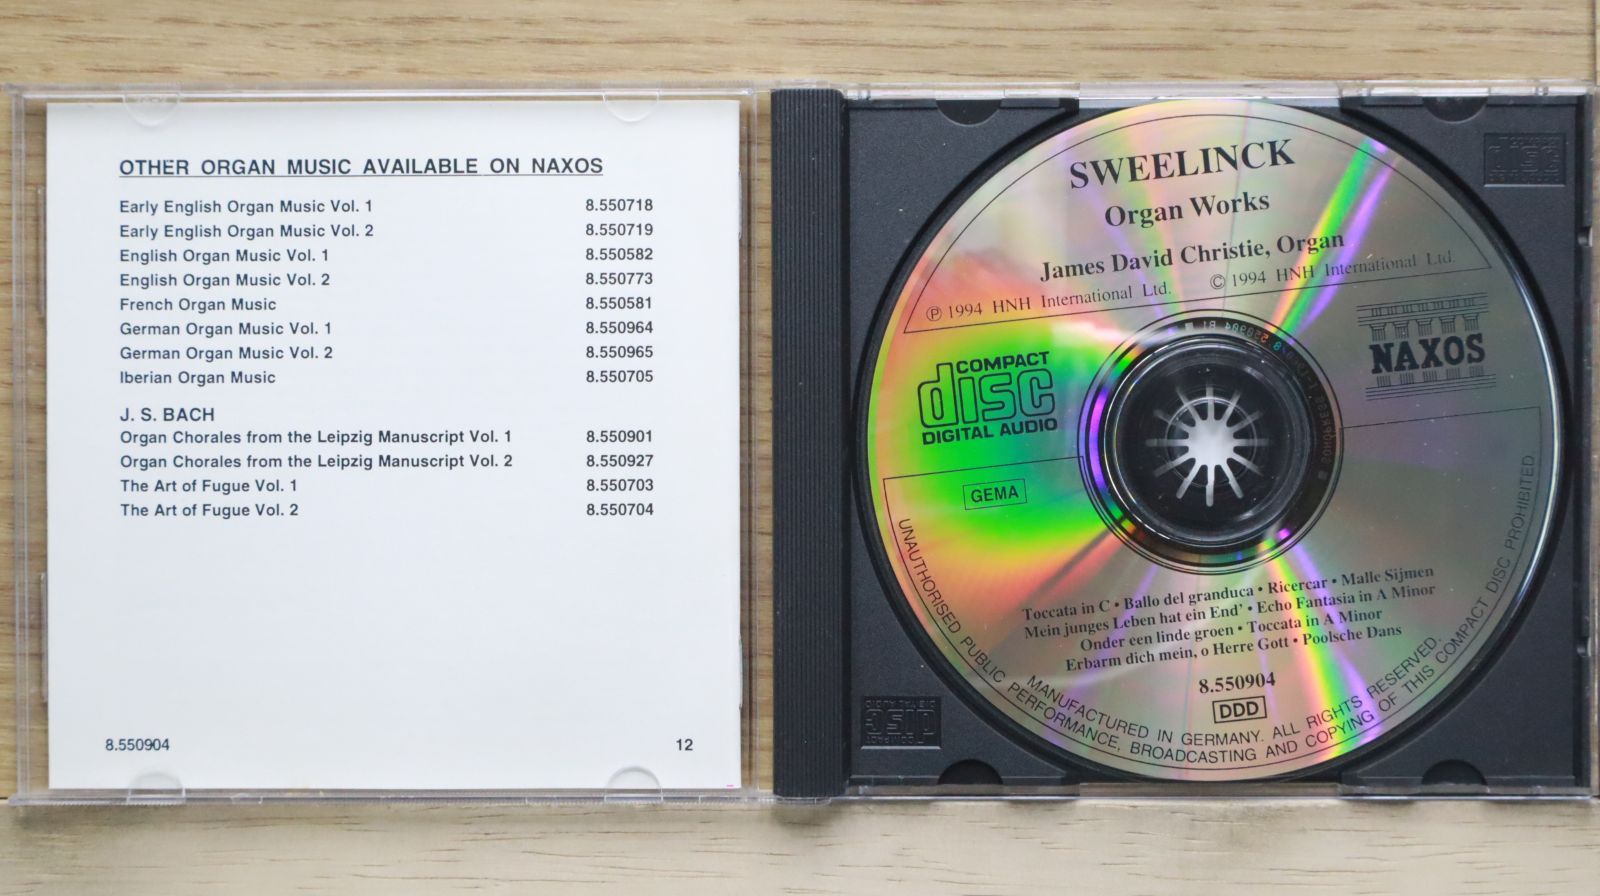 OTHER ORGAN MUSIC AVAILABLE ON NAXOS
Early English Organ Music Vol. 1 8.550718
Early English Organ Music Vol. 2 8.550719
English Organ Music Vol. 1 8.550582
English Organ Music Vol. 2 8.550773
French Organ Music 8.550581
German Organ Music Vol. 1 8.550964
German Organ Music Vol. 2 8.550965
Iberian Organ Music 8.550705
J. S. BACH
Organ Chorales from the Leipzig Manuscript Vol. 1 8.550901
Organ Chorales from the Leipzig Manuscript Vol. 2 8.550927
The Art of Fugue Vol. 1 8.550703
The Art of Fugue Vol. 2 8.550704
8.550904 12
SWEELINCK
Organ Works
James David Christie, Organ
℗ 1994 HNH International Ltd. © 1994 HNH International Ltd.
COMPACT
disc
DIGITAL AUDIO
NAXOS
GEMA
Toccata in C • Ballo del granduca • Ricercar • Malle Sijmen
Mein junges Leben hat ein End' • Echo Fantasia in A Minor
Onder een linde groen • Toccata in A Minor
Erbarm dich mein, o Herre Gott • Poolsche Dans
8.550904
DDD
MANUFACTURED IN GERMANY. ALL RIGHTS RESERVED.
UNAUTHORISED PUBLIC PERFORMANCE, BROADCASTING AND COPYING OF THIS COMPACT DISC PROHIBITED.
COMPACT
disc
DIGITAL AUDIO